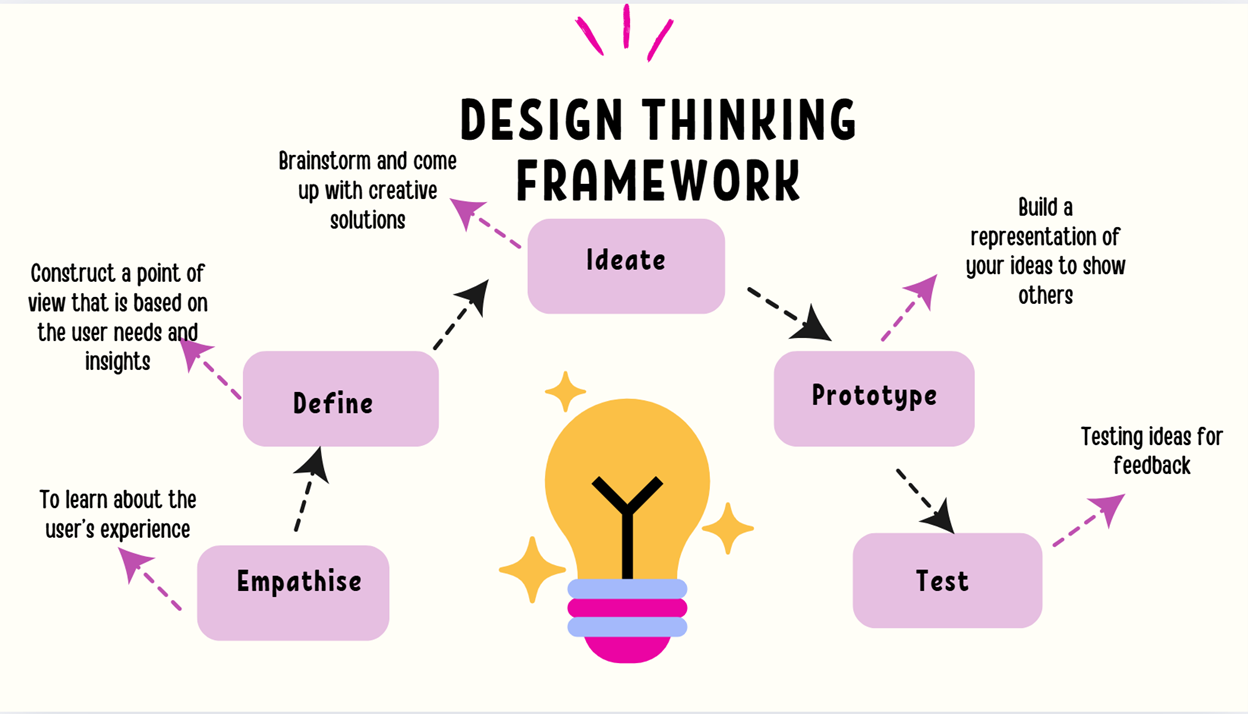 DESIGN THINKING
FRAMEWORK
Empathise
To learn about the
user's experience
Define
Construct a point of
view that is based on
the user needs and
insights
Ideate
Brainstorm and come
up with creative
solutions
Prototype
Build a
representation of
your ideas to show
others
Test
Testing ideas for
feedback